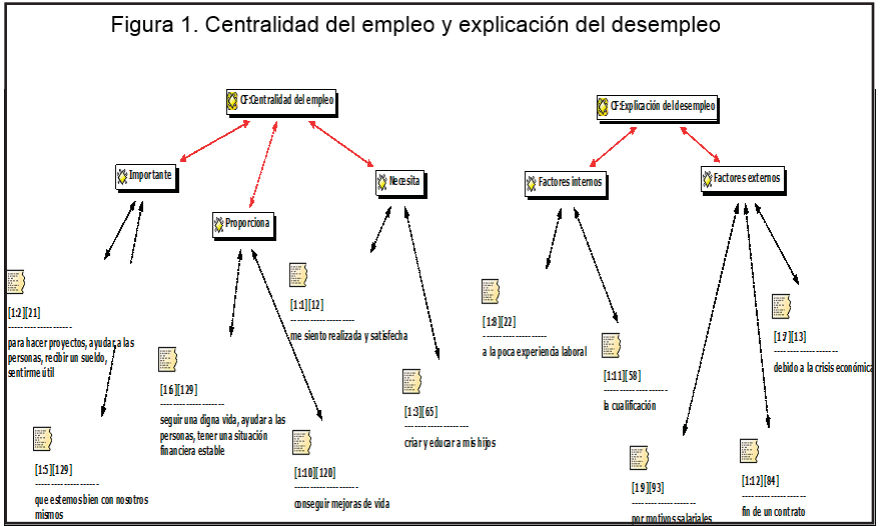 Figura 1. Centralidad del empleo y explicación del desempleo
CF:Centralidad del empleo
CF:Explicación del desempleo
Importante
Proporciona
Necesita
Factores internos
Factores externos
[1:2][21]
--------------------
para hacer proyectos, ayudar a las
personas, recibir un sueldo,
sentirme útil
[1:5][129]
--------------------
que estemos bien con nosotros
mismos
[1:6][129]
--------------------
seguir una digna vida, ayudar a las
personas, tener una situación
financiera estable
[1:1][12]
--------------------
me siento realizada y satisfecha
[1:10][120]
--------------------
conseguir mejoras de vida
[1:3][65]
--------------------
criar y educar a mis hijos
[1:8][22]
--------------------
a la poca experiencia laboral
[1:11][58]
--------------------
la cualificación
[1:9][93]
--------------------
por motivos salariales
[1:7][13]
--------------------
debido a la crisis económica
[1:12][84]
--------------------
fin de un contrato